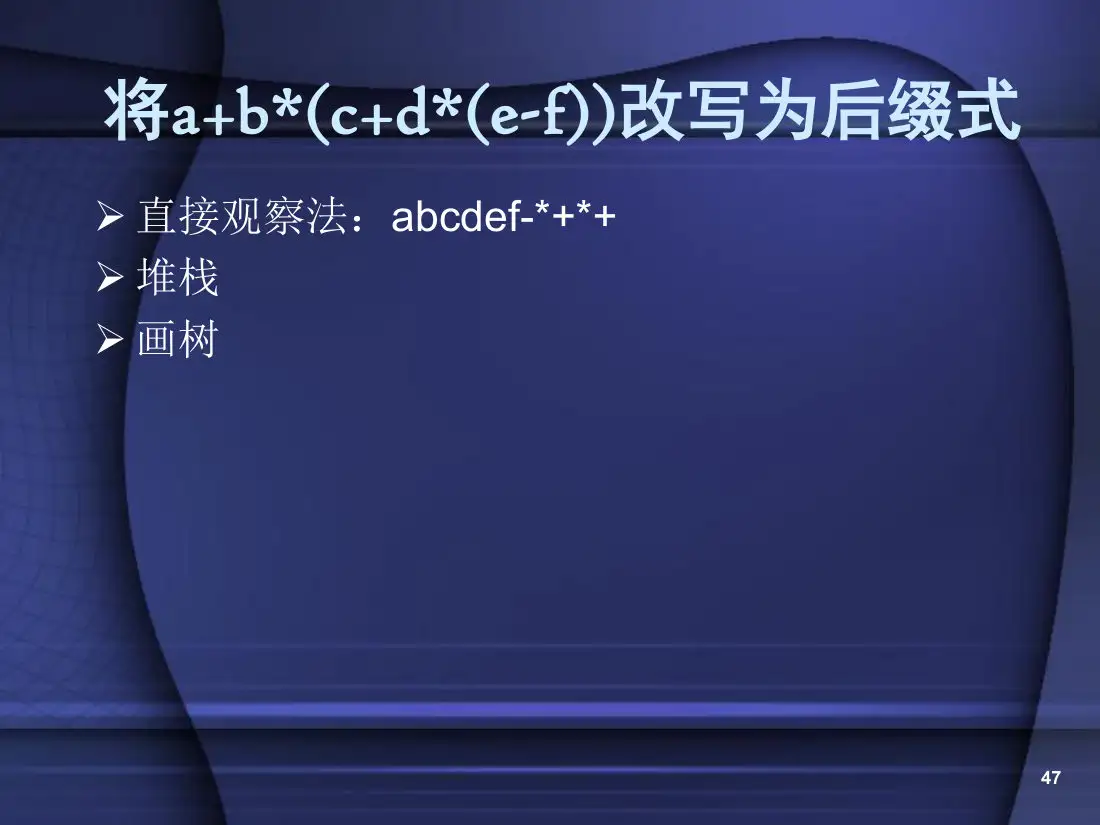 将a+b*(c+d*(e-f))改写为后缀式
直接观察法：abcdef-*+*+
堆栈
画树
47